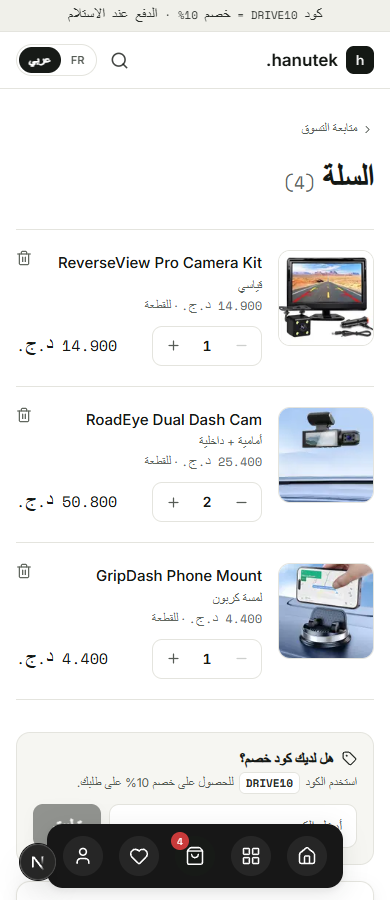 كود DRIVE10 = خصم 10% · الدفع عند الاستلام
h hanutek.
عربي FR
متابعة التسوق
السلة (4)
ReverseView Pro Camera Kit
قياسي
14.900 د.ج. · للقطعة
1
14.900 د.ج.
RoadEye Dual Dash Cam
أمامية + داخلية
25.400 د.ج. · للقطعة
2
50.800 د.ج.
GripDash Phone Mount
لمسة كربون
4.400 د.ج. · للقطعة
1
4.400 د.ج.
هل لديك كود خصم؟
استخدم الكود DRIVE10 للحصول على خصم 10% على طلبك.
4
N